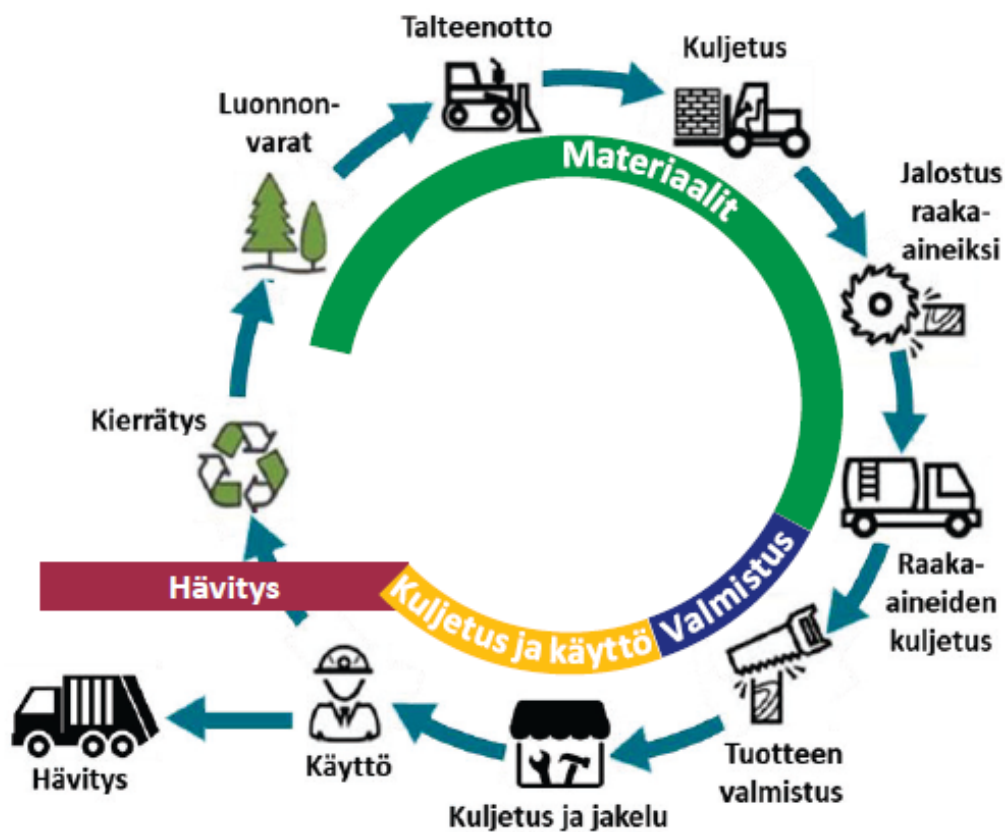 Talteenotto
Kuljetus
Luonnon-
varat
Materiaalit
Jalostus
raaka-
aineiksi
Kierrätys
Hävitys
Kuljetus ja käyttö
Valmistus
Raaka-
aineiden
kuljetus
Hävitys
Käyttö
Kuljetus ja jakelu
Tuotteen
valmistus